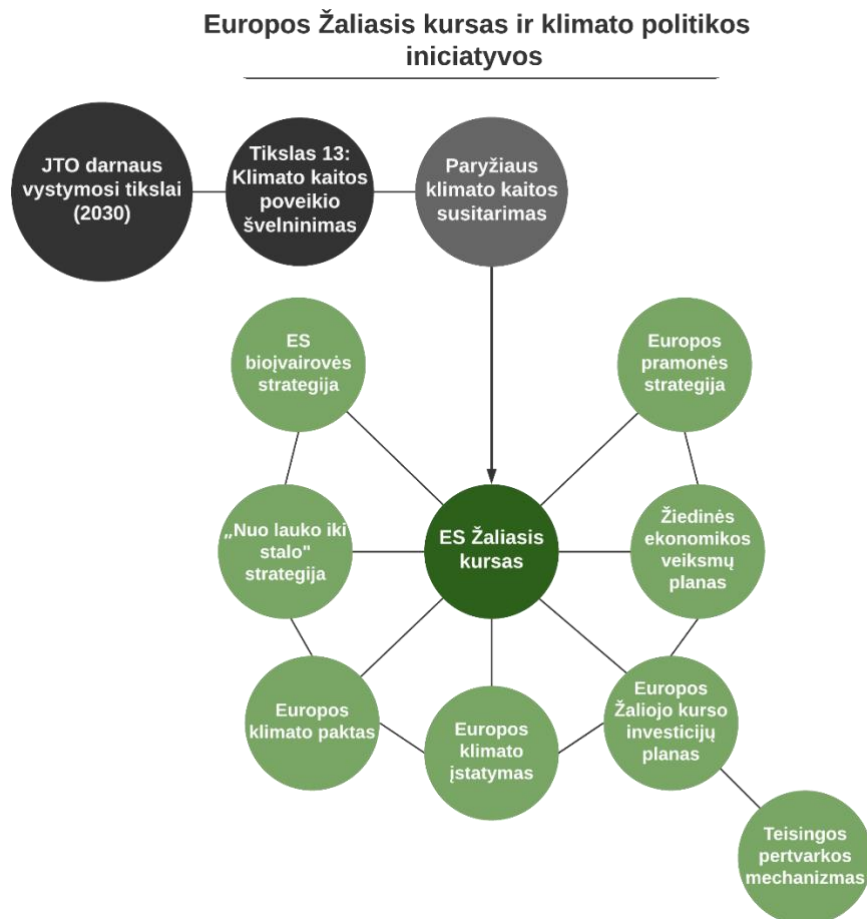 Europos Žaliasis kursas ir klimato politikos
iniciatyvos
JTO darnaus
vystymosi tikslai
(2030)
Tikslas 13:
Klimato kaitos
poveikio
švelninimas
Paryžiaus
klimato kaitos
susitarimas
ES
bioįvairovės
strategija
Europos
pramonės
strategija
„Nuo lauko iki
stalo"
strategija
ES Žaliasis
kursas
Žiedinės
ekonomikos
veiksmų
planas
Europos
klimato paktas
Europos
klimato
įstatymas
Europos
Žaliojo kurso
investicijų
planas
Teisingos
pertvarkos
mechanizmas